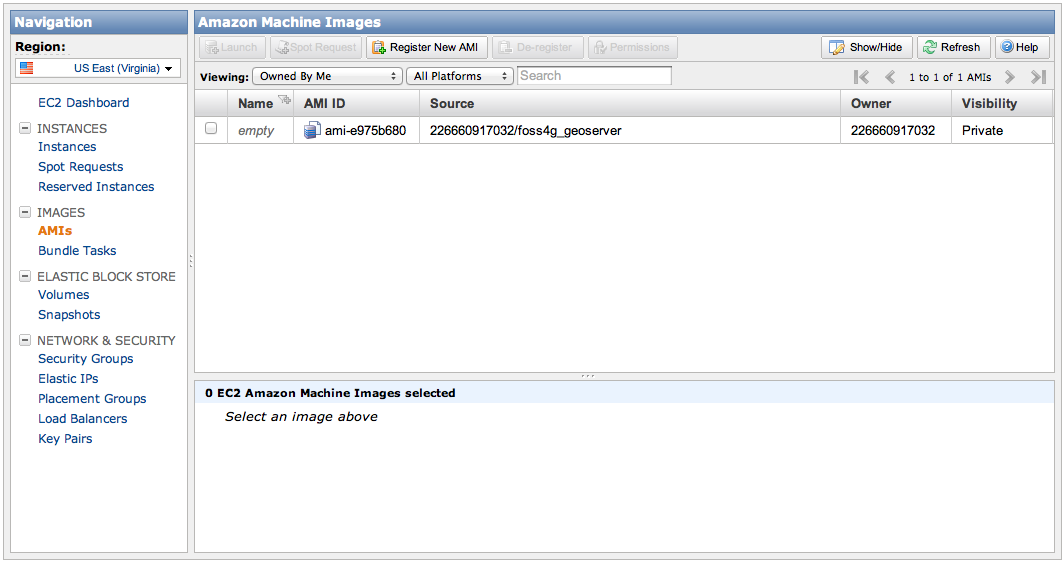 Navigation
Region:
US East (Virginia)
EC2 Dashboard
INSTANCES
Instances
Spot Requests
Reserved Instances
IMAGES
AMIs
Bundle Tasks
ELASTIC BLOCK STORE
Volumes
Snapshots
NETWORK & SECURITY
Security Groups
Elastic IPs
Placement Groups
Load Balancers
Key Pairs
Amazon Machine Images
Launch Spot Request Register New AMI De-register Permissions Show/Hide Refresh Help
Viewing: Owned By Me All Platforms Search 1 to 1 of 1 AMIs
Name AMI ID Source Owner Visibility
empty ami-e975b680 226660917032/foss4g_geoserver 226660917032 Private
0 EC2 Amazon Machine Images selected
Select an image above